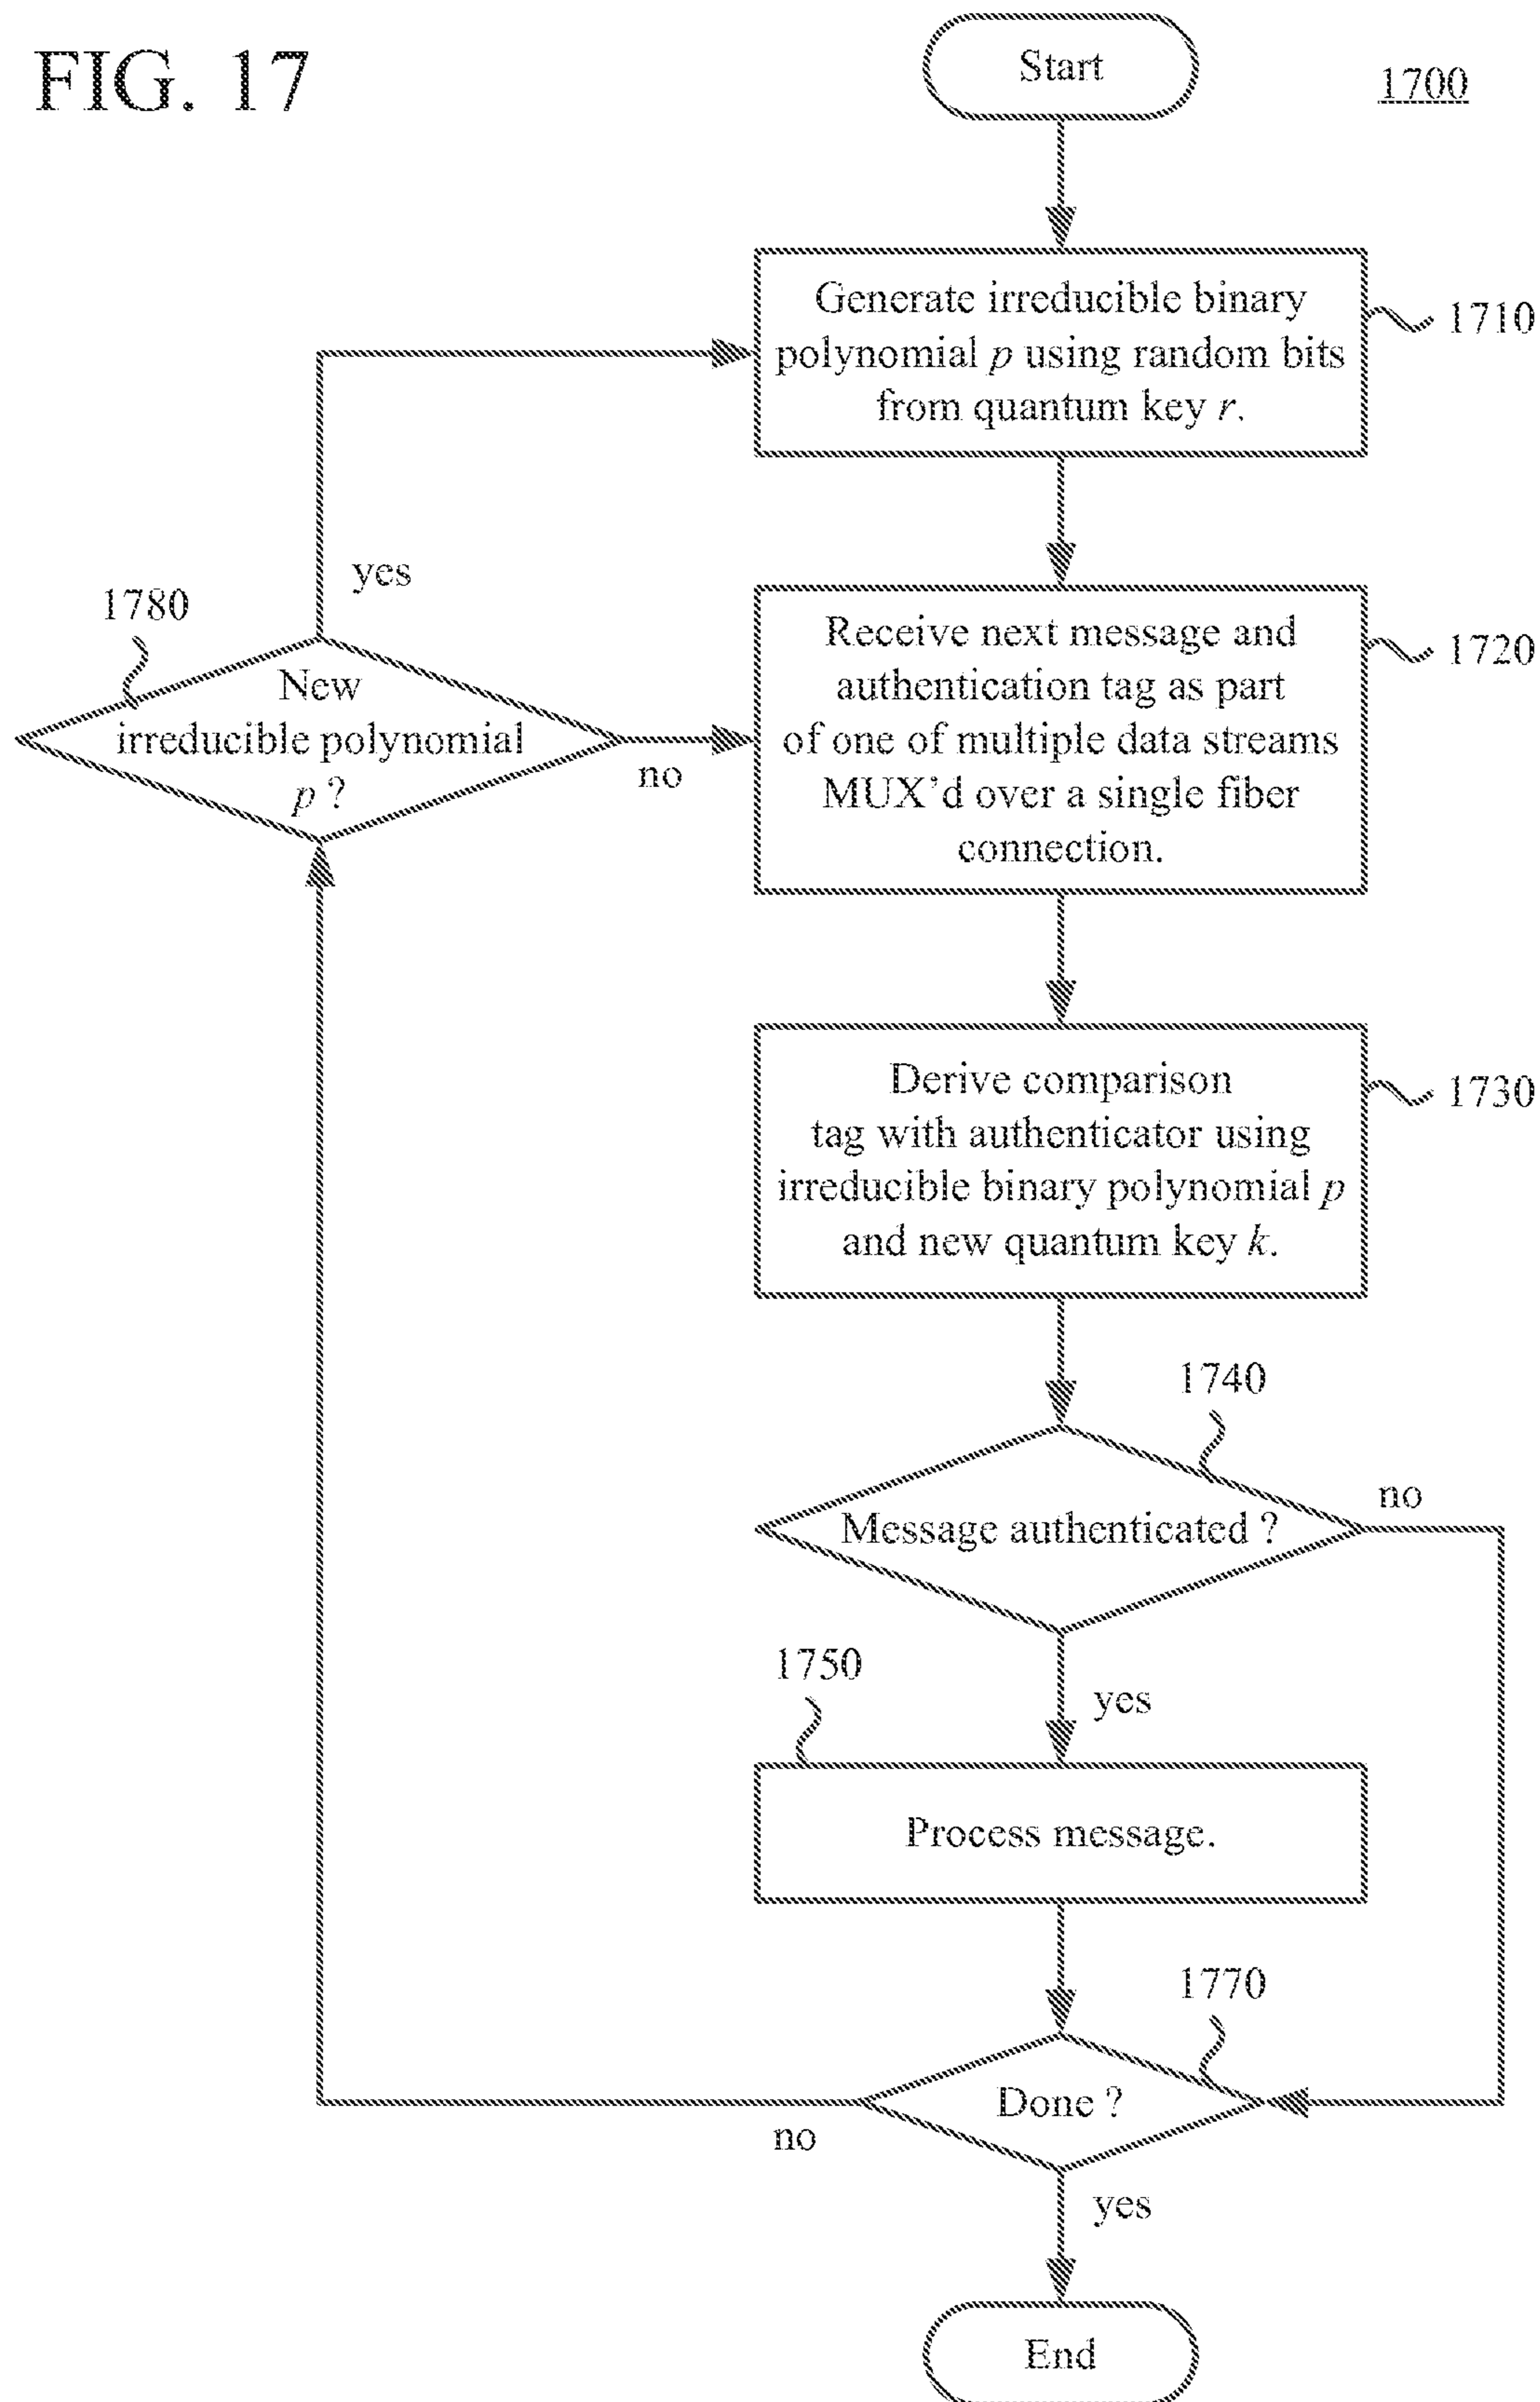 FIG. 17
Start
1700
Generate irreducible binary
polynomial p using random bits
from quantum key r.
1710
yes
1780
New
irreducible polynomial
p ?
no
Receive next message and
authentication tag as part
of one of multiple data streams
MUX'd over a single fiber
connection.
1720
Derive comparison
tag with authenticator using
irreducible binary polynomial p
and new quantum key k.
1730
1740
Message authenticated ?
no
yes
1750
Process message.
1770
Done ?
no
yes
End